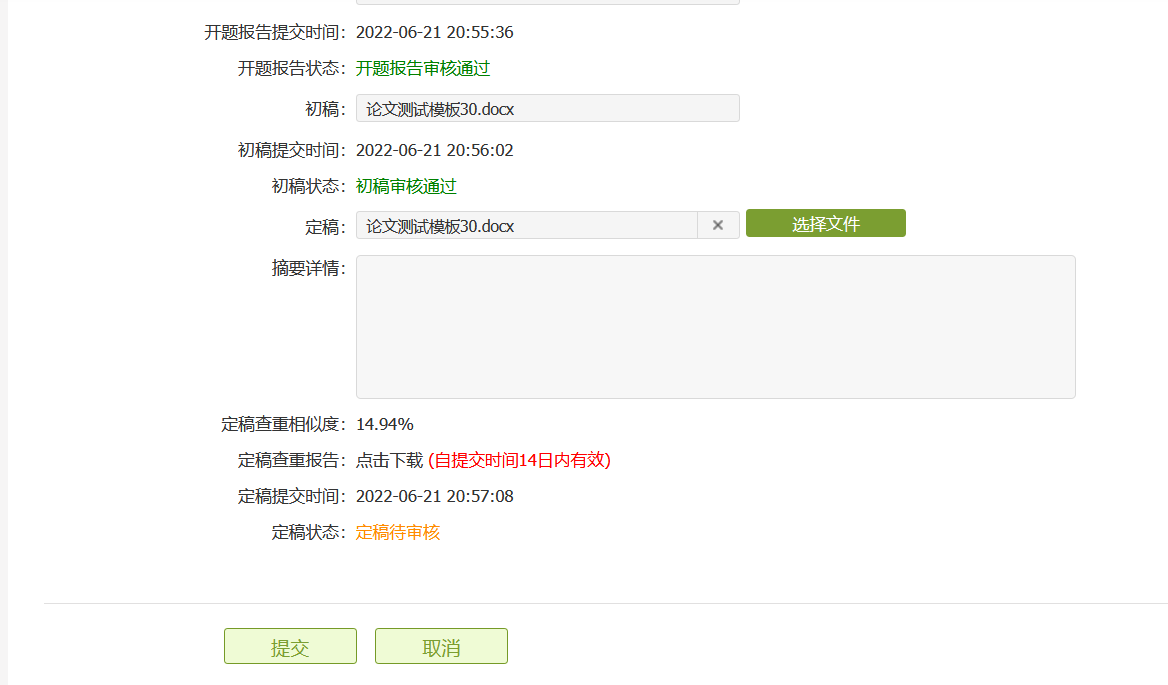 开题报告提交时间：2022-06-21 20:55:36
开题报告状态：开题报告审核通过
初稿：论文测试模板30.docx
初稿提交时间：2022-06-21 20:56:02
初稿状态：初稿审核通过
定稿：论文测试模板30.docx × 选择文件
摘要详情：
定稿查重相似度：14.94%
定稿查重报告：点击下载 (自提交时间14日内有效)
定稿提交时间：2022-06-21 20:57:08
定稿状态：定稿待审核
提交 取消